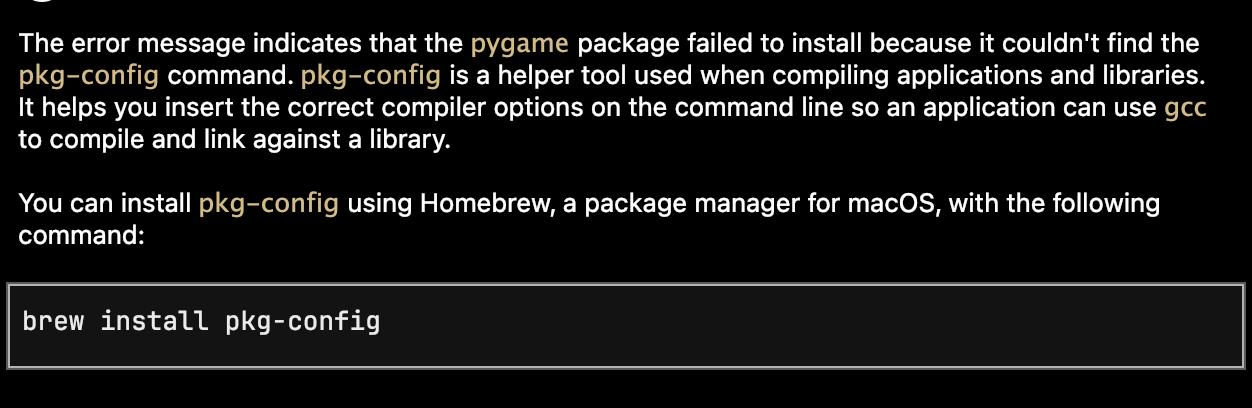 The error message indicates that the pygame package failed to install because it couldn't find the
pkg-config command. pkg-config is a helper tool used when compiling applications and libraries.
It helps you insert the correct compiler options on the command line so an application can use gcc
to compile and link against a library.
You can install pkg-config using Homebrew, a package manager for macOS, with the following
command:
brew install pkg-config